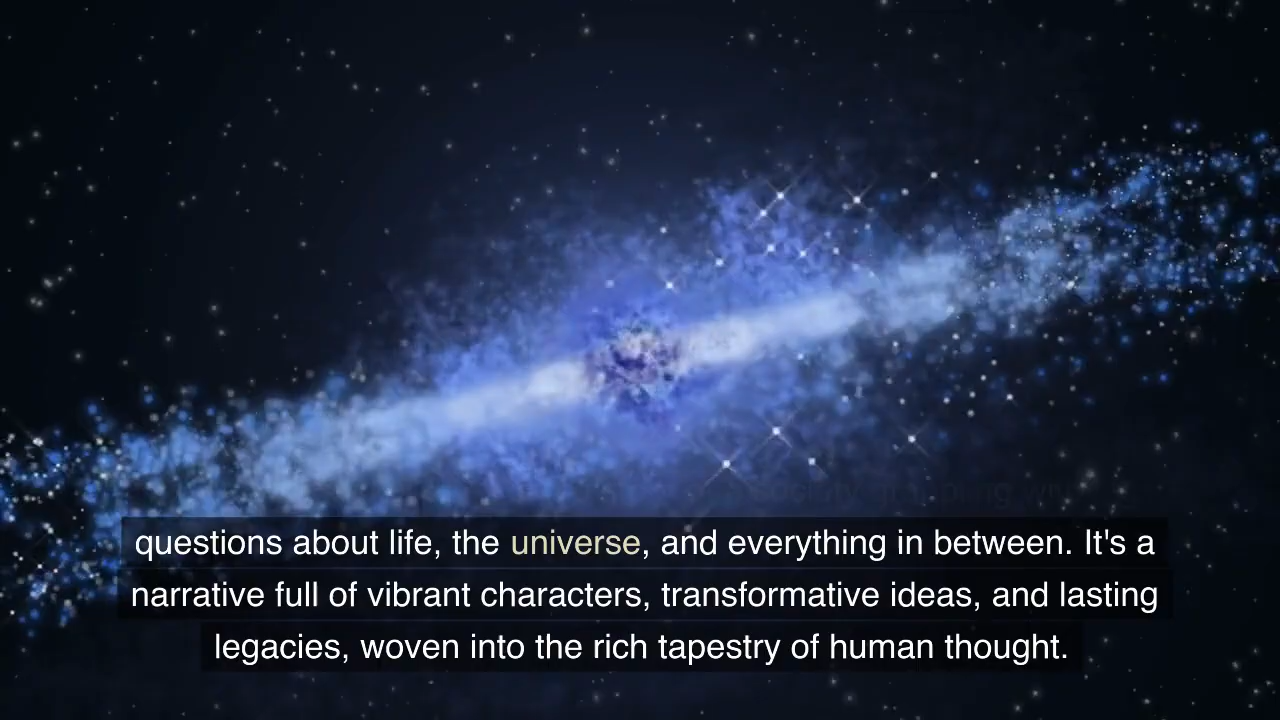 questions about life, the universe, and everything in between. It's a
narrative full of vibrant characters, transformative ideas, and lasting
legacies, woven into the rich tapestry of human thought.